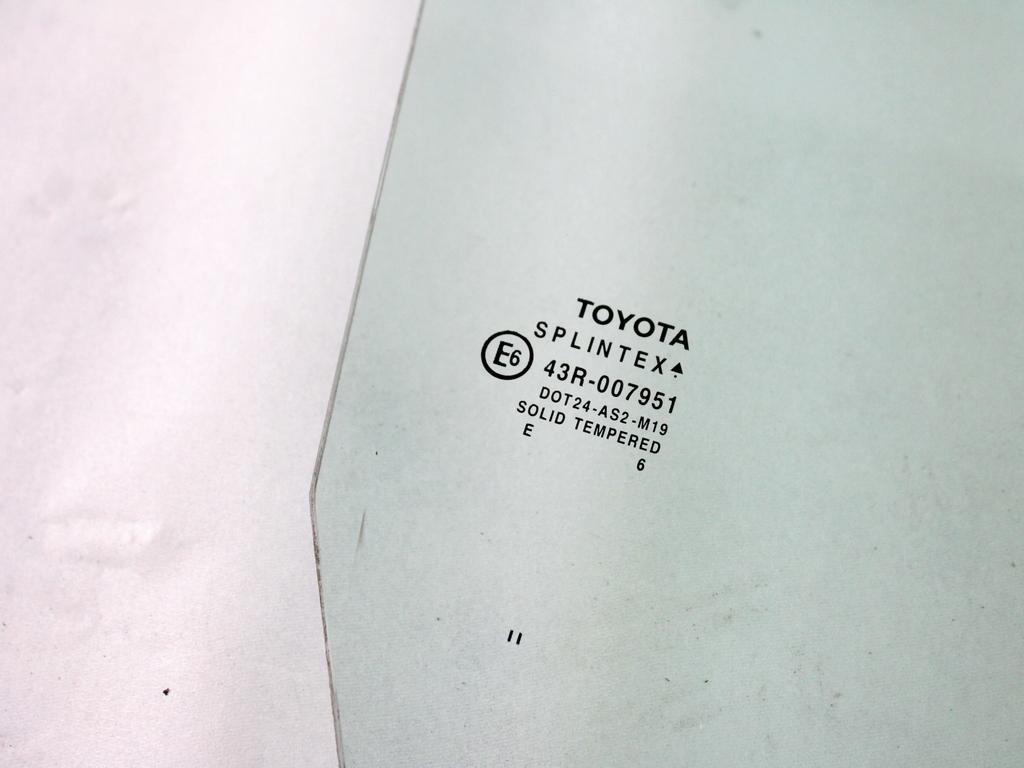 TOYOTA
SPLINTEX▲
E6 43R-007951
DOT24-AS2-M19
SOLID TEMPERED
E 6
II